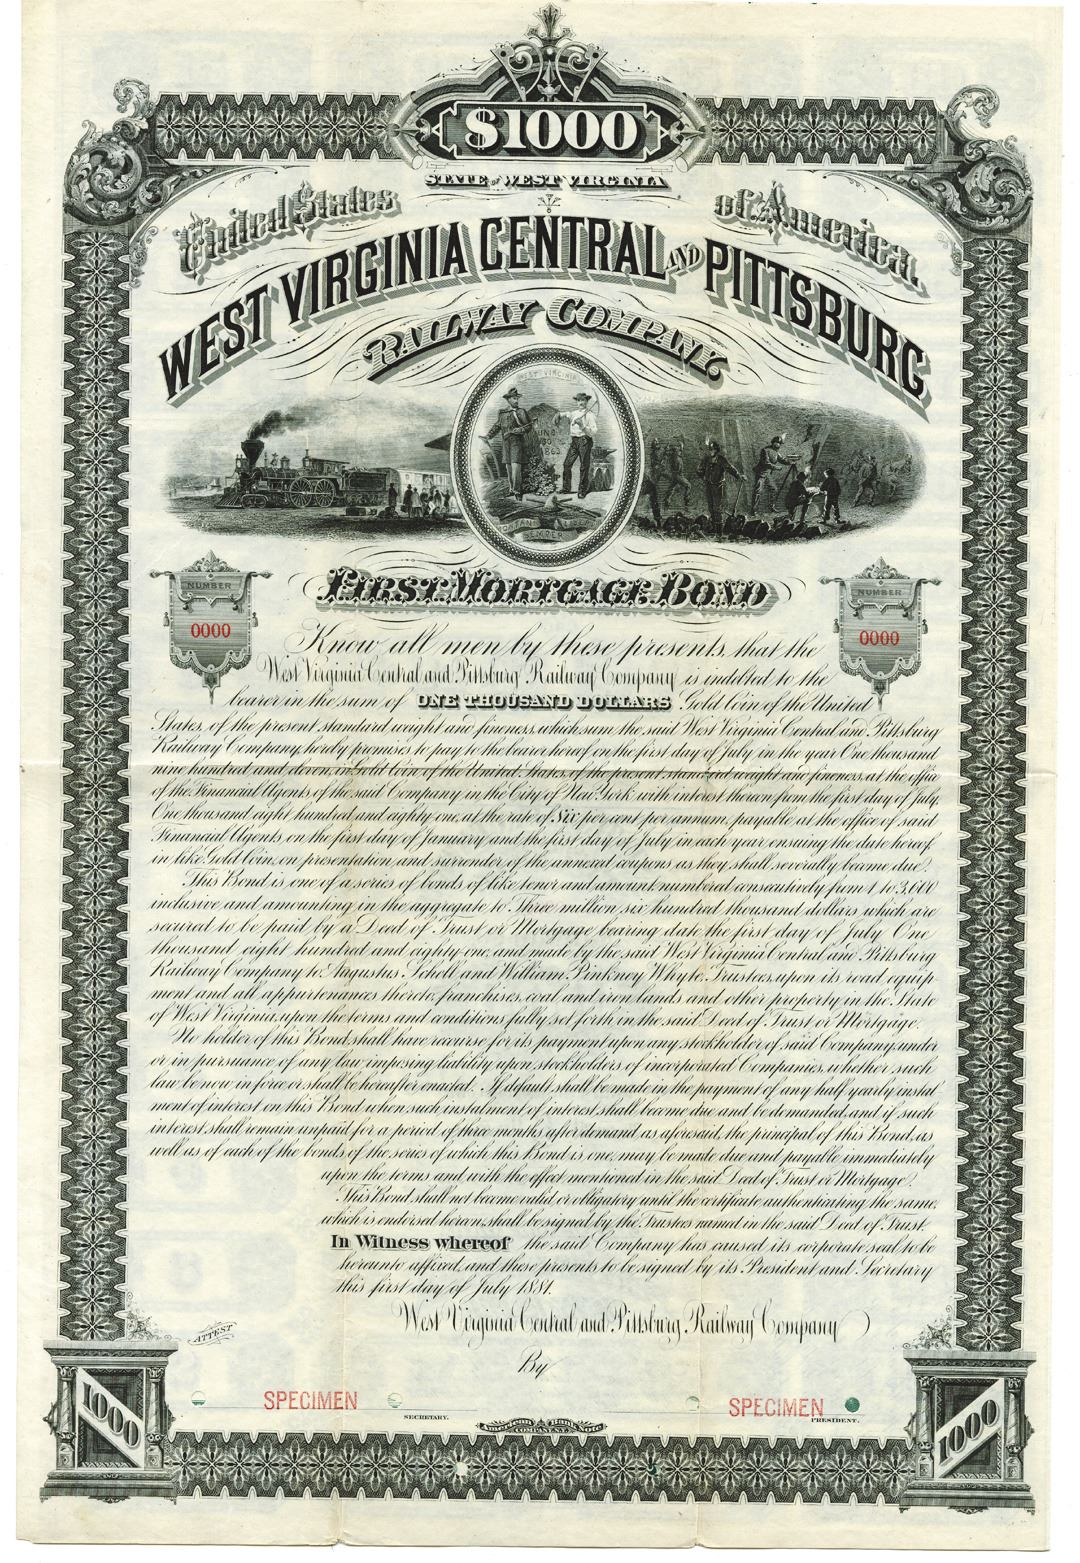 $1000
STATE OF WEST VIRGINIA
United States of America,
WEST VIRGINIA CENTRAL AND PITTSBURG
RAILWAY COMPANY.
WEST VIRGINIA
JUNE
20
1863
SEMPER
FIRST MORTGAGE BOND
NUMBER
0000
NUMBER
0000
Know all men by these presents, that the
West Virginia Central and Pittsburg Railway Company is indebted to the
bearer in the sum of ONE THOUSAND DOLLARS Gold Coin of the United
States, of the present standard weight and fineness, which sum the said West Virginia Central and Pittsburg
Railway Company, hereby promises to pay to the bearer hereof on the first day of July, in the year One thousand
nine hundred and eleven, in Gold Coin of the United States of the present standard weight and fineness, at the office
of the Financial Agents of the said Company in the City of New York with interest thereon from the first day of July,
One thousand eight hundred and eighty one, at the rate of Six per cent per annum, payable at the office of said
Financial Agents on the first day of January and the first day of July in each year ensuing the date hereof
in like Gold Coin, on presentation and surrender of the annexed coupons as they shall severally become due.
This Bond is one of a series of bonds of like tenor and amount, numbered consecutively from 1 to 3,600
inclusive, and amounting in the aggregate to Three million, six hundred thousand dollars which are
secured to be paid by a Deed of Trust or Mortgage bearing date the first day of July One
thousand eight hundred and eighty one, and made by the said West Virginia Central and Pittsburg
Railway Company to Augustus Scholl and William Pinkney Whyte, Trustees, upon its road, equip
ment and all appurtenances thereto, franchises, coal and iron lands and other property in the State
of West Virginia, upon the terms and conditions fully set forth in the said Deed of Trust or Mortgage.
No holder of this Bond shall have recourse for its payment upon any stockholder of said Company, under
or in pursuance of any law imposing liability upon stockholders of incorporated Companies, whether such
law be now in force or shall be hereafter enacted. If default shall be made in the payment of any half yearly instal
ment of interest on this Bond when such instalment of interest shall become due and be demanded, and if such
interest shall remain unpaid for a period of three months after demand as aforesaid, the principal of this Bond, as
well as of each of the bonds of the series of which this Bond is one, may be made due and payable immediately
upon the terms and with the effect mentioned in the said Deed of Trust or Mortgage.
This Bond shall not become valid or obligatory until the certificate authenticating the same
which is endorsed hereon, shall be signed by the Trustees named in the said Deed of Trust.
In Witness whereof the said Company has caused its corporate seal to be
hereunto affixed, and these presents to be signed by its President and Secretary
this first day of July 1881.
West Virginia Central and Pittsburg Railway Company
ATTEST
By
SPECIMEN
SECRETARY.
SPECIMEN
PRESIDENT.
1000
1000